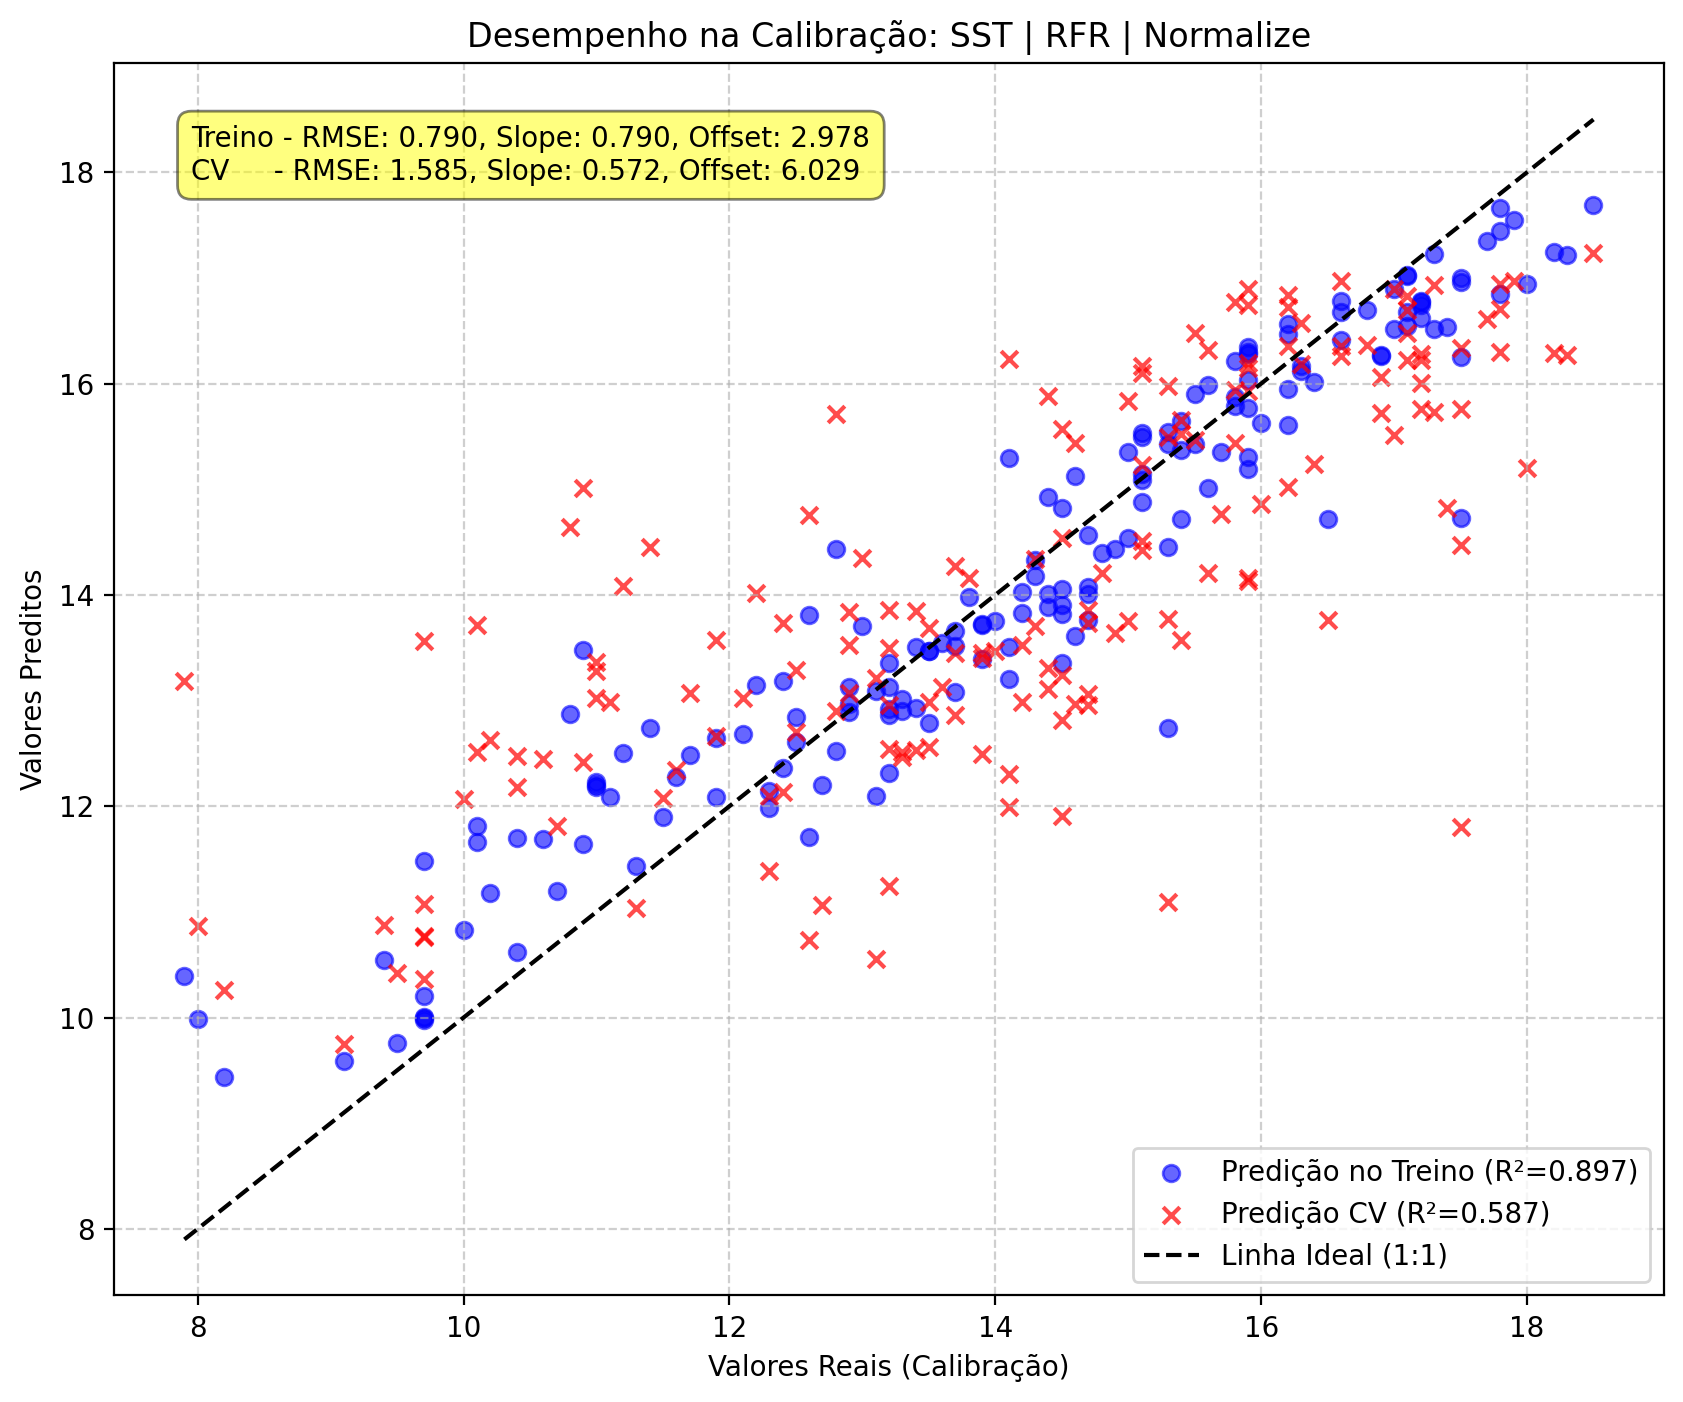 Desempenho na Calibração: SST | RFR | Normalize
Treino - RMSE: 0.790, Slope: 0.790, Offset: 2.978
CV - RMSE: 1.585, Slope: 0.572, Offset: 6.029
18
16
14
12
10
8
Valores Preditos
Predição no Treino (R²=0.897)
Predição CV (R²=0.587)
Linha Ideal (1:1)
8 10 12 14 16 18
Valores Reais (Calibração)